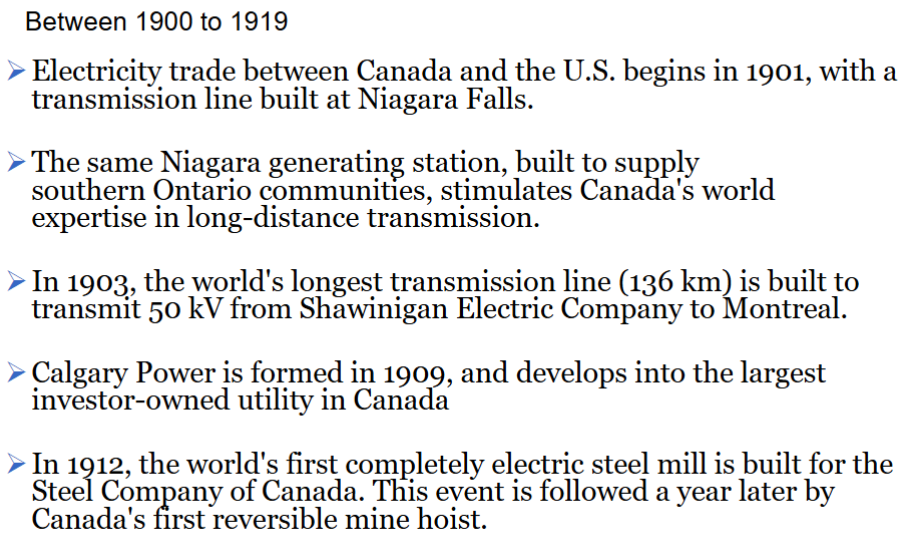 Between 1900 to 1919
Electricity trade between Canada and the U.S. begins in 1901, with a
transmission line built at Niagara Falls.
The same Niagara generating station, built to supply
southern Ontario communities, stimulates Canada's world
expertise in long-distance transmission.
In 1903, the world's longest transmission line (136 km) is built to
transmit 50 kV from Shawinigan Electric Company to Montreal.
Calgary Power is formed in 1909, and develops into the largest
investor-owned utility in Canada
In 1912, the world's first completely electric steel mill is built for the
Steel Company of Canada. This event is followed a year later by
Canada's first reversible mine hoist.